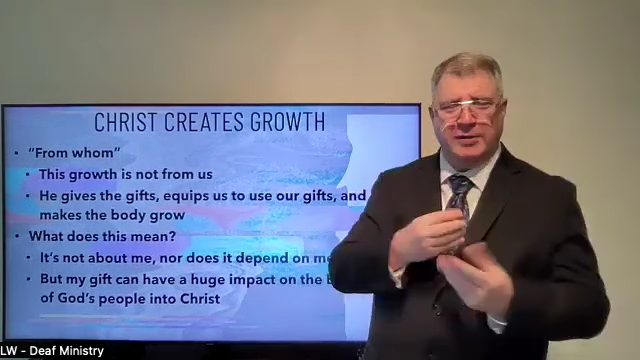 CHRIST CREATES GROWTH
• "From whom"
• This growth is not from us
• He gives the gifts, equips us to use our gifts, and
makes the body grow
• What does this mean?
• It's not about me, nor does it depend on me
• But my gift can have a huge impact on the
of God's people into Christ
LW - Deaf Ministry